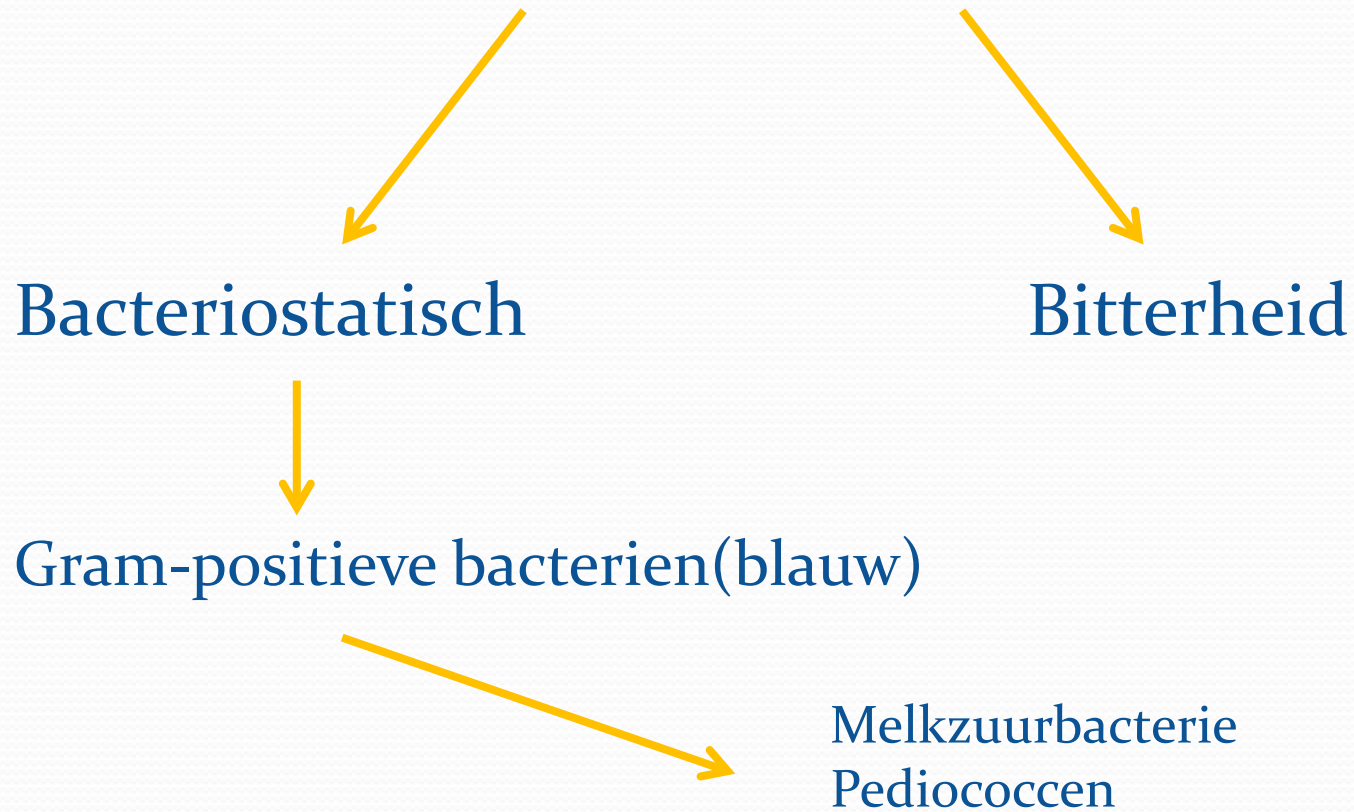 Bacteriostatisch
Bitterheid
Gram-positieve bacterien(blauw)
Melkzuurbacterie
Pediococcen